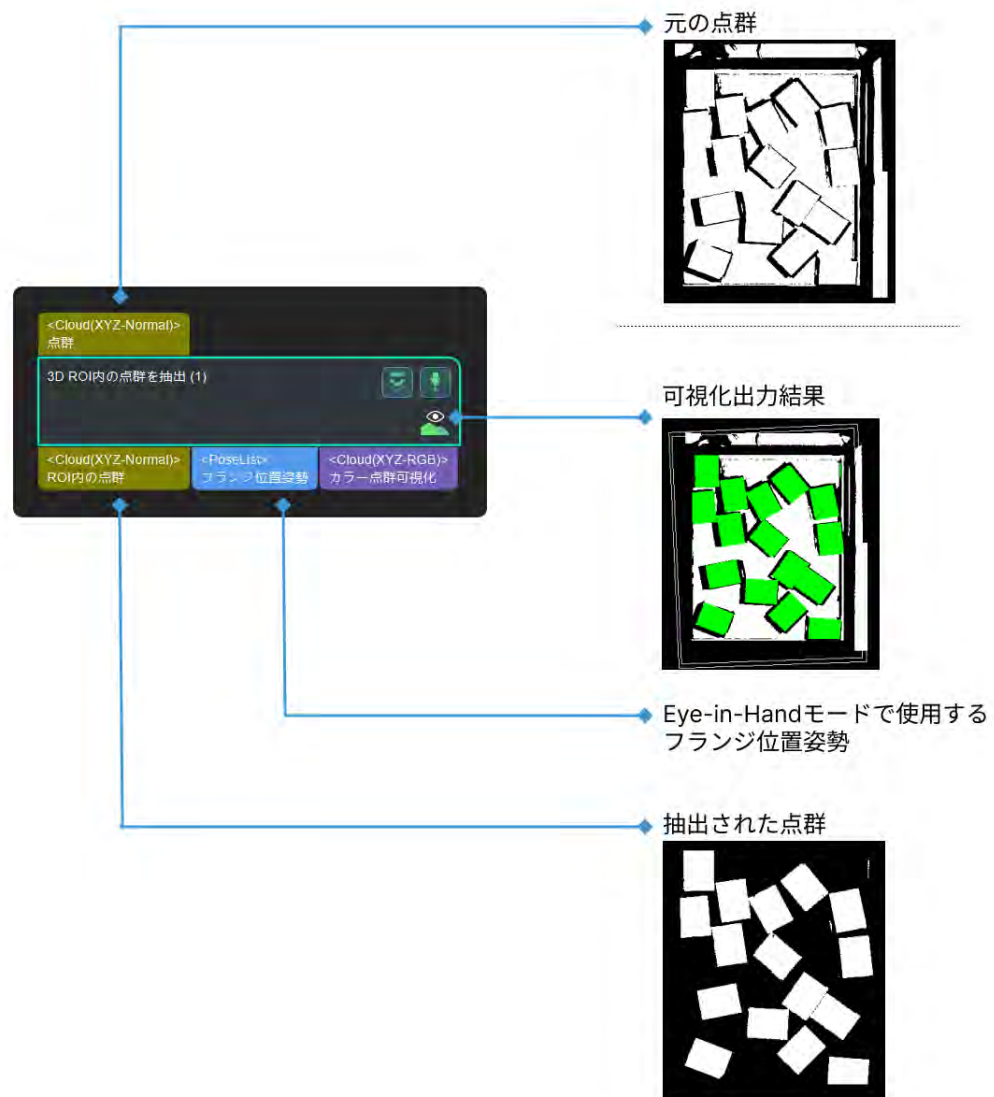 元の点群
<Cloud(XYZ-Normal)>
点群
3D ROI内の点群を抽出 (1)
可視化出力結果
<Cloud(XYZ-Normal)>
ROI内の点群
<PoseList>
フランジ位置姿勢
<Cloud(XYZ-RGB)>
カラー点群可視化
Eye-in-Handモードで使用する
フランジ位置姿勢
抽出された点群